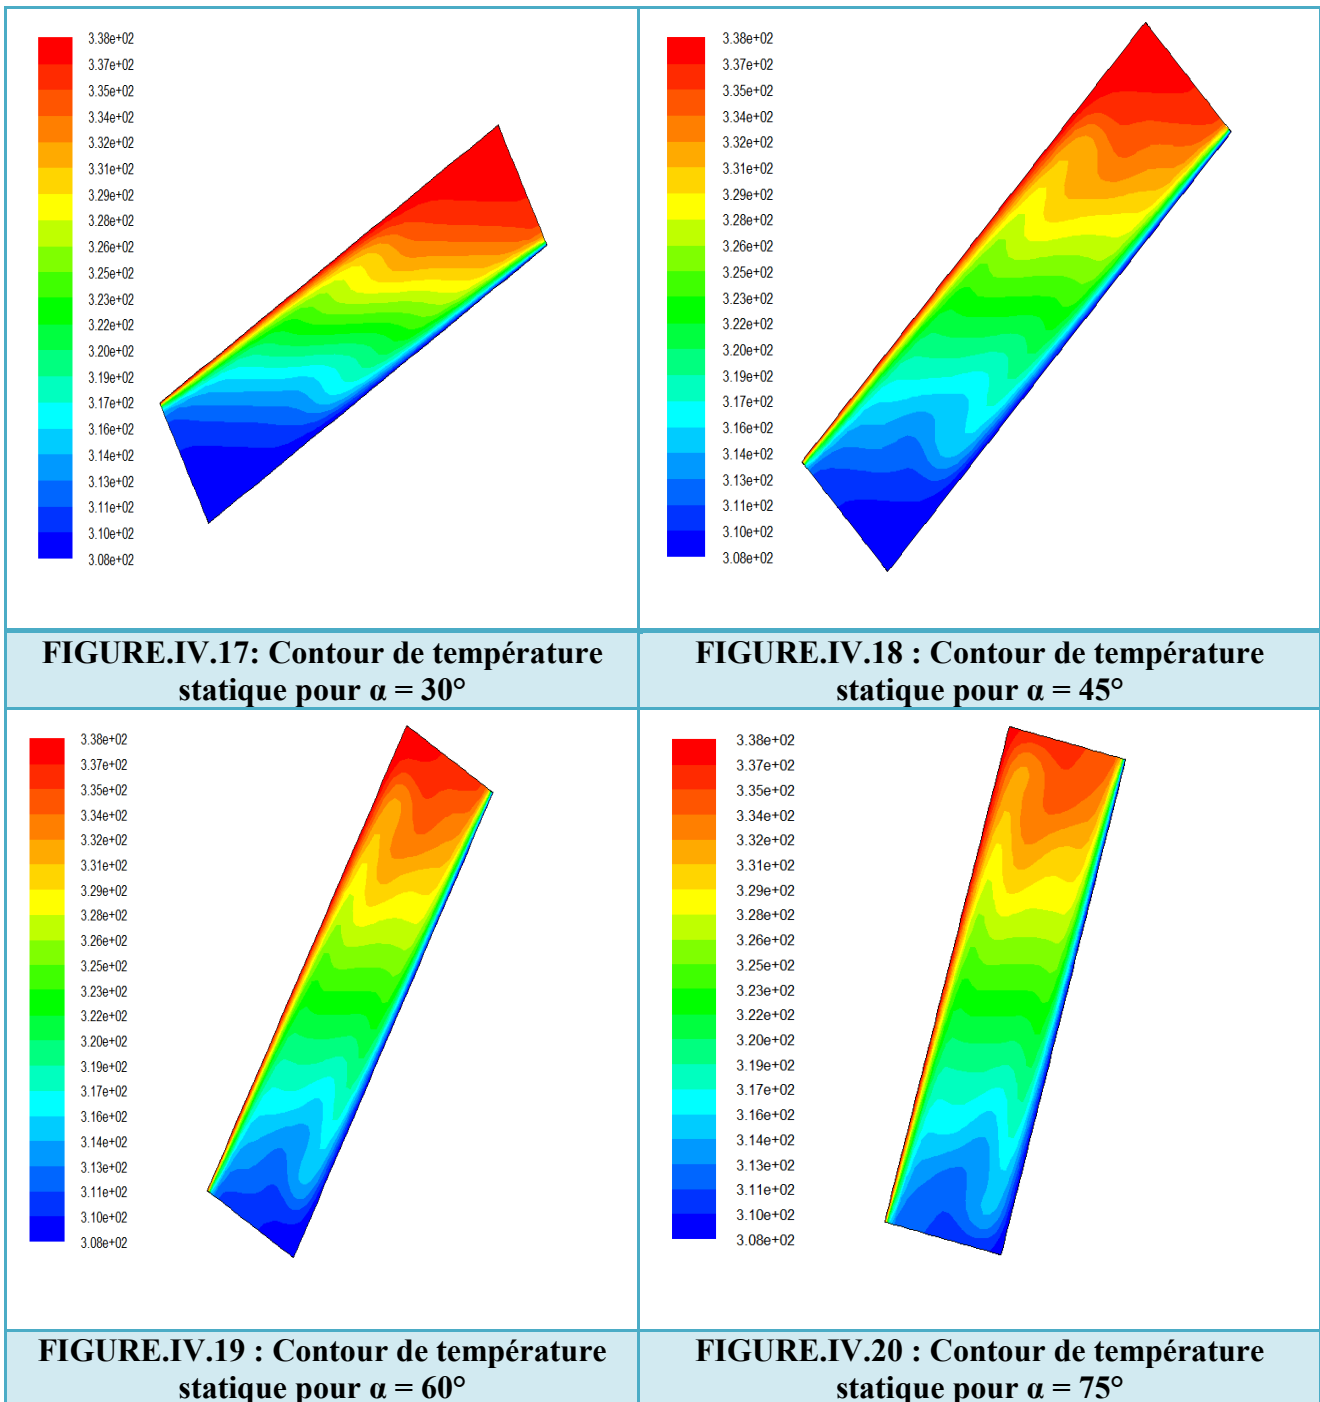 3.38e+02
3.37e+02
3.35e+02
3.34e+02
3.32e+02
3.31e+02
3.29e+02
3.28e+02
3.26e+02
3.25e+02
3.23e+02
3.22e+02
3.20e+02
3.19e+02
3.17e+02
3.16e+02
3.14e+02
3.13e+02
3.11e+02
3.10e+02
3.08e+02
FIGURE.IV.17: Contour de température
statique pour α = 30°
3.38e+02
3.37e+02
3.35e+02
3.34e+02
3.32e+02
3.31e+02
3.29e+02
3.28e+02
3.26e+02
3.25e+02
3.23e+02
3.22e+02
3.20e+02
3.19e+02
3.17e+02
3.16e+02
3.14e+02
3.13e+02
3.11e+02
3.10e+02
3.08e+02
FIGURE.IV.18 : Contour de température
statique pour α = 45°
3.38e+02
3.37e+02
3.35e+02
3.34e+02
3.32e+02
3.31e+02
3.29e+02
3.28e+02
3.26e+02
3.25e+02
3.23e+02
3.22e+02
3.20e+02
3.19e+02
3.17e+02
3.16e+02
3.14e+02
3.13e+02
3.11e+02
3.10e+02
3.08e+02
FIGURE.IV.19 : Contour de température
statique pour α = 60°
3.38e+02
3.37e+02
3.35e+02
3.34e+02
3.32e+02
3.31e+02
3.29e+02
3.28e+02
3.26e+02
3.25e+02
3.23e+02
3.22e+02
3.20e+02
3.19e+02
3.17e+02
3.16e+02
3.14e+02
3.13e+02
3.11e+02
3.10e+02
3.08e+02
FIGURE.IV.20 : Contour de température
statique pour α = 75°